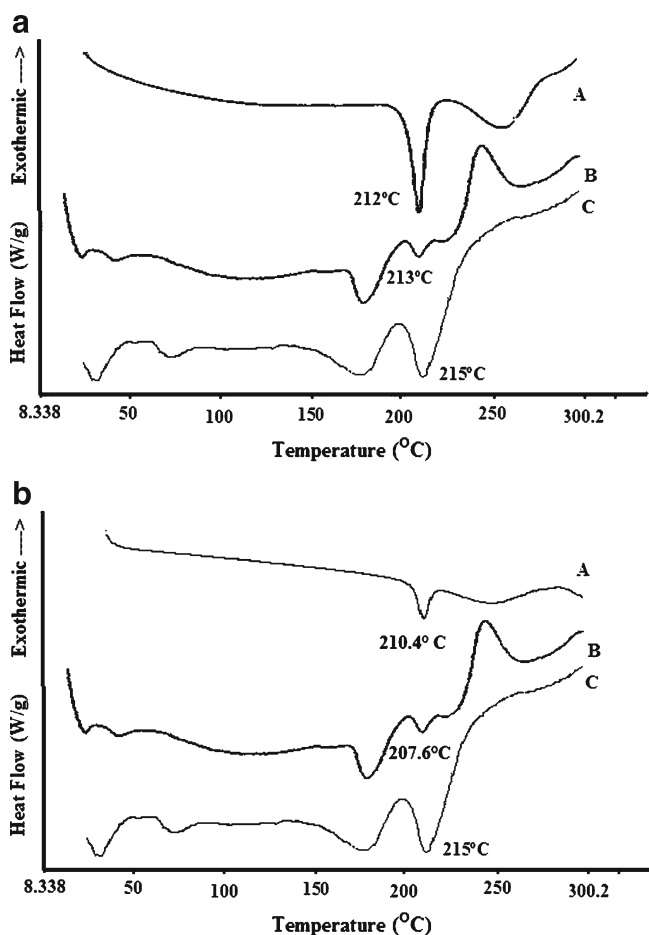 a
Exothermic ---->
Heat Flow (W/g)
A
B
C
212ºC
213ºC
215ºC
8.338 50 100 150 200 250 300.2
Temperature (OC)
b
Exothermic ---->
Heat Flow (W/g)
A
B
C
210.4º C
207.6ºC
215ºC
8.338 50 100 150 200 250 300.2
Temperature (OC)